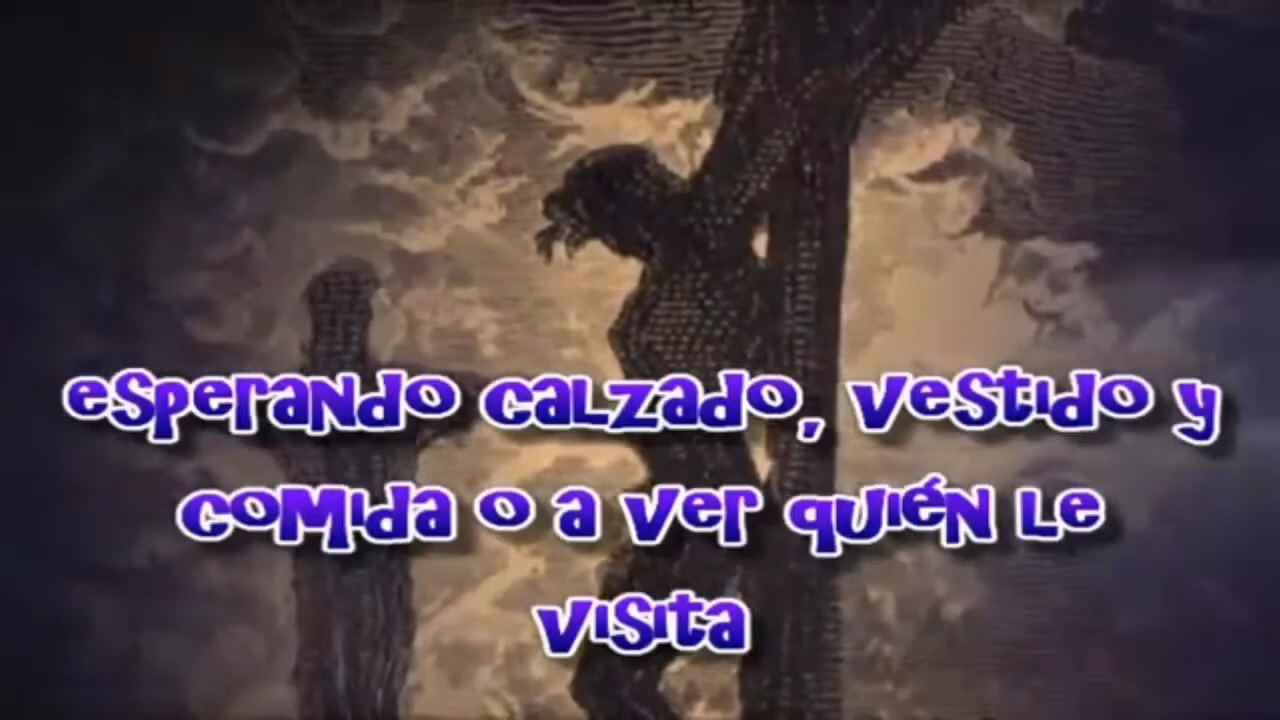 esperando calzado, vestido y
comida o a ver quién le
visita